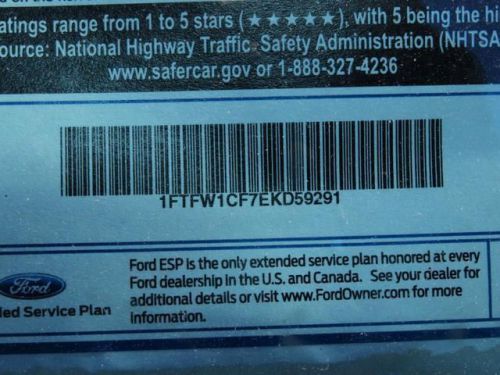 atings range from 1 to 5 stars (★★★★★), with 5 being the hi
ource: National Highway Traffic Safety Administration (NHTSA
www.safercar.gov or 1-888-327-4236
1FTFW1CF7EKD59291
Ford ESP is the only extended service plan honored at every
Ford dealership in the U.S. and Canada. See your dealer for
additional details or visit www.FordOwner.com for more
information.
Ford
ded Service Plan